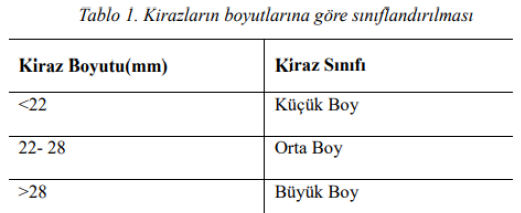 Tablo 1. Kirazların boyutlarına göre sınıflandırılması
Kiraz Boyutu(mm) Kiraz Sınıfı
<22 Küçük Boy
22- 28 Orta Boy
>28 Büyük Boy